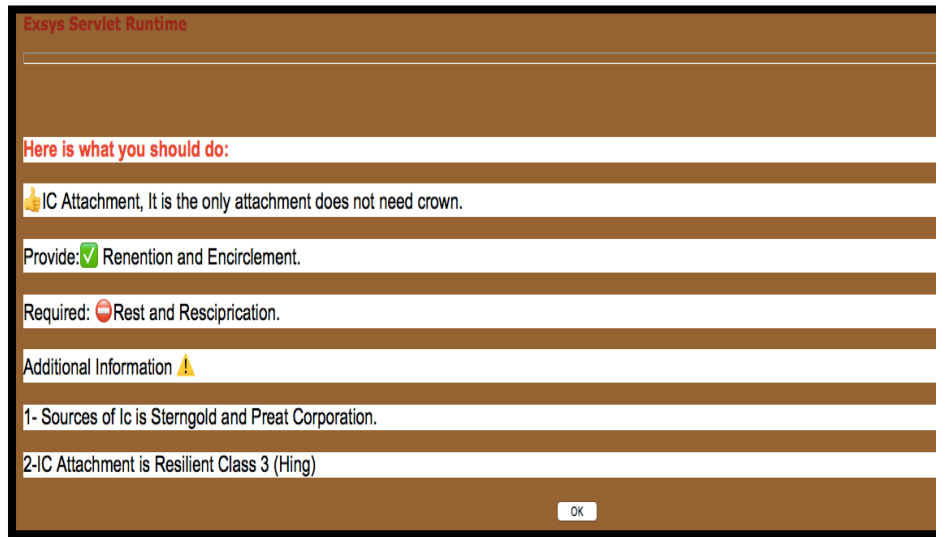 Exsys Servlet Runtime
Here is what you should do:
👍IC Attachment, It is the only attachment does not need crown.
Provide:✅ Renention and Encirclement.
Required: ⛔Rest and Resciprication.
Additional Information ⚠️
1- Sources of Ic is Sterngold and Preat Corporation.
2-IC Attachment is Resilient Class 3 (Hing)
OK